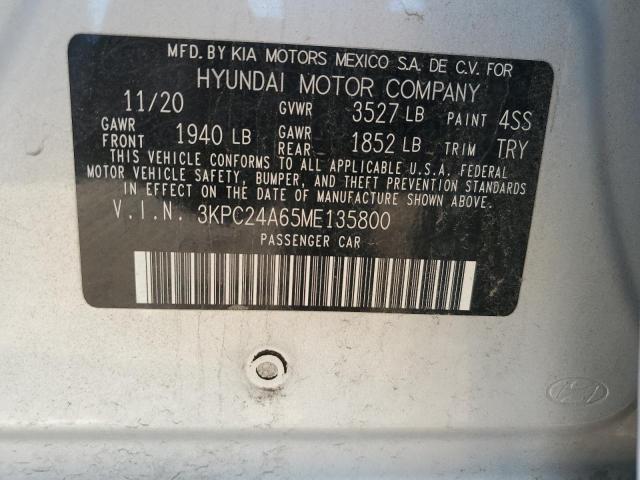 MFD. BY KIA MOTORS MEXICO S.A. DE C.V. FOR
HYUNDAI MOTOR COMPANY
11/20 GVWR 3527 LB PAINT 4SS
GAWR FRONT 1940 LB GAWR REAR 1852 LB TRIM TRY
THIS VEHICLE CONFORMS TO ALL APPLICABLE U.S.A. FEDERAL
MOTOR VEHICLE SAFETY, BUMPER, AND THEFT PREVENTION STANDARDS
IN EFFECT ON THE DATE OF MANUFACTURE SHOWN ABOVE.
V.I.N. 3KPC24A65ME135800
PASSENGER CAR